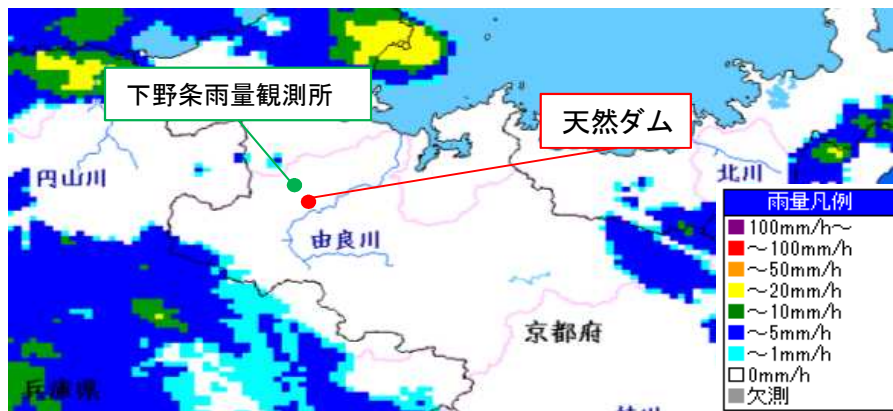 下野条雨量観測所
天然ダム
円山川
北川
由良川
京都府
兵庫県
雨量凡例
100mm/h～
～100mm/h
～50mm/h
～20mm/h
～10mm/h
～5mm/h
～1mm/h
0mm/h
欠測